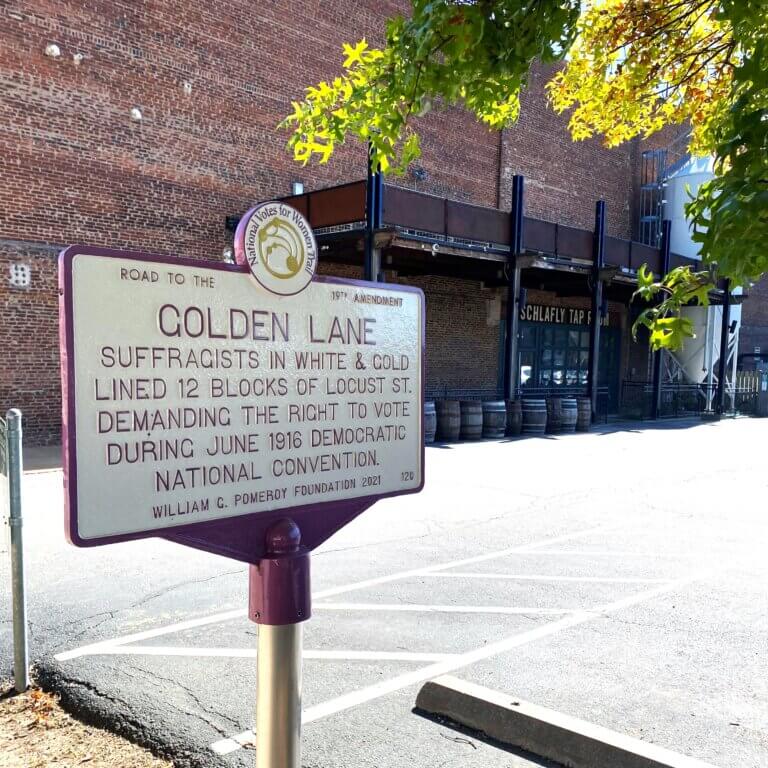 National Votes for Women Trail
ROAD TO THE 19TH AMENDMENT
GOLDEN LANE
SUFFRAGISTS IN WHITE & GOLD
LINED 12 BLOCKS OF LOCUST ST.
DEMANDING THE RIGHT TO VOTE
DURING JUNE 1916 DEMOCRATIC
NATIONAL CONVENTION.
WILLIAM G. POMEROY FOUNDATION 2021 120
SCHLAFLY TAP ROOM